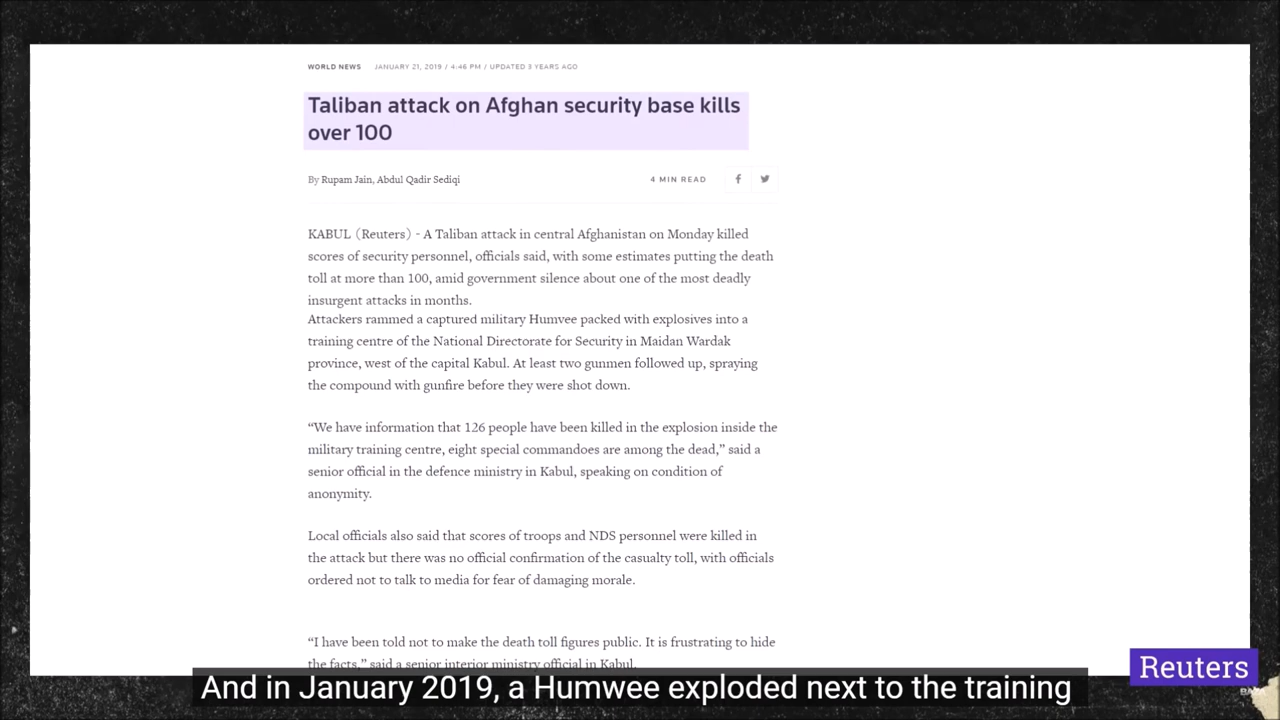 WORLD NEWS JANUARY 21, 2019 / 4:46 PM / UPDATED 3 YEARS AGO
Taliban attack on Afghan security base kills
over 100
By Rupam Jain, Abdul Qadir Sediqi
4 MIN READ
KABUL (Reuters) - A Taliban attack in central Afghanistan on Monday killed
scores of security personnel, officials said, with some estimates putting the death
toll at more than 100, amid government silence about one of the most deadly
insurgent attacks in months.
Attackers rammed a captured military Humvee packed with explosives into a
training centre of the National Directorate for Security in Maidan Wardak
province, west of the capital Kabul. At least two gunmen followed up, spraying
the compound with gunfire before they were shot down.
“We have information that 126 people have been killed in the explosion inside the
military training centre, eight special commandoes are among the dead,” said a
senior official in the defence ministry in Kabul, speaking on condition of
anonymity.
Local officials also said that scores of troops and NDS personnel were killed in
the attack but there was no official confirmation of the casualty toll, with officials
ordered not to talk to media for fear of damaging morale.
“I have been told not to make the death toll figures public. It is frustrating to hide
the facts,” said a senior interior ministry official in Kabul.
Reuters
And in January 2019, a Humwee exploded next to the training